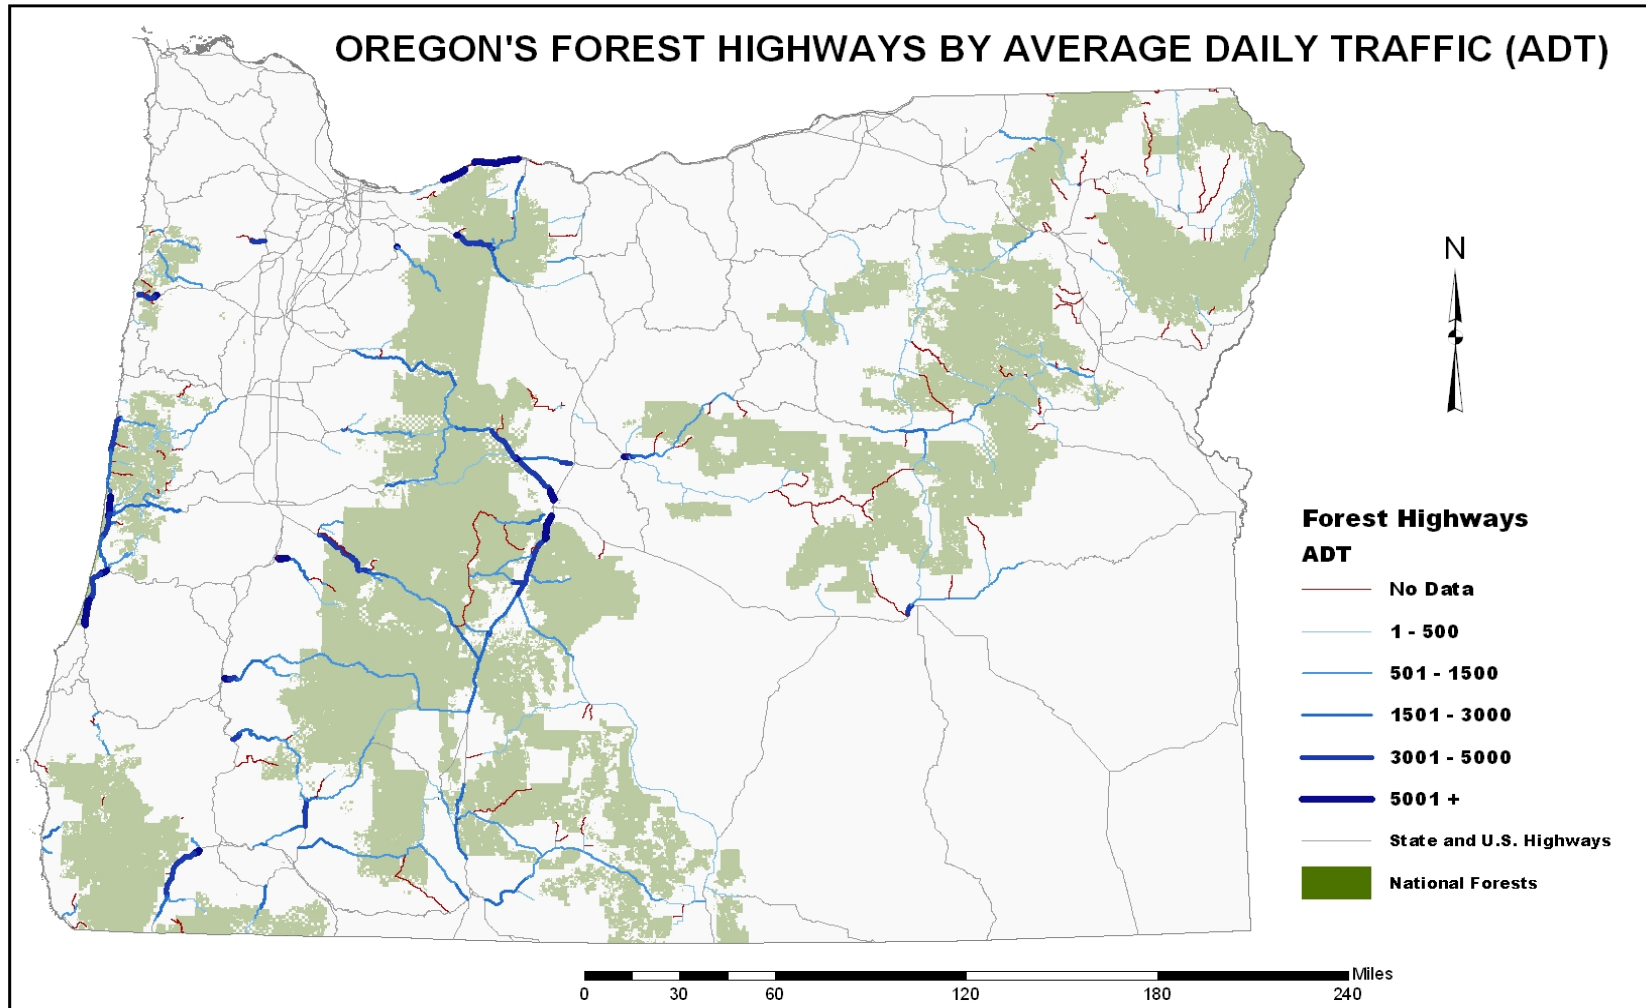 OREGON'S FOREST HIGHWAYS BY AVERAGE DAILY TRAFFIC (ADT)
N
Forest Highways
ADT
No Data
1 - 500
501 - 1500
1501 - 3000
3001 - 5000
5001 +
State and U.S. Highways
National Forests
Miles
0 30 60 120 180 240